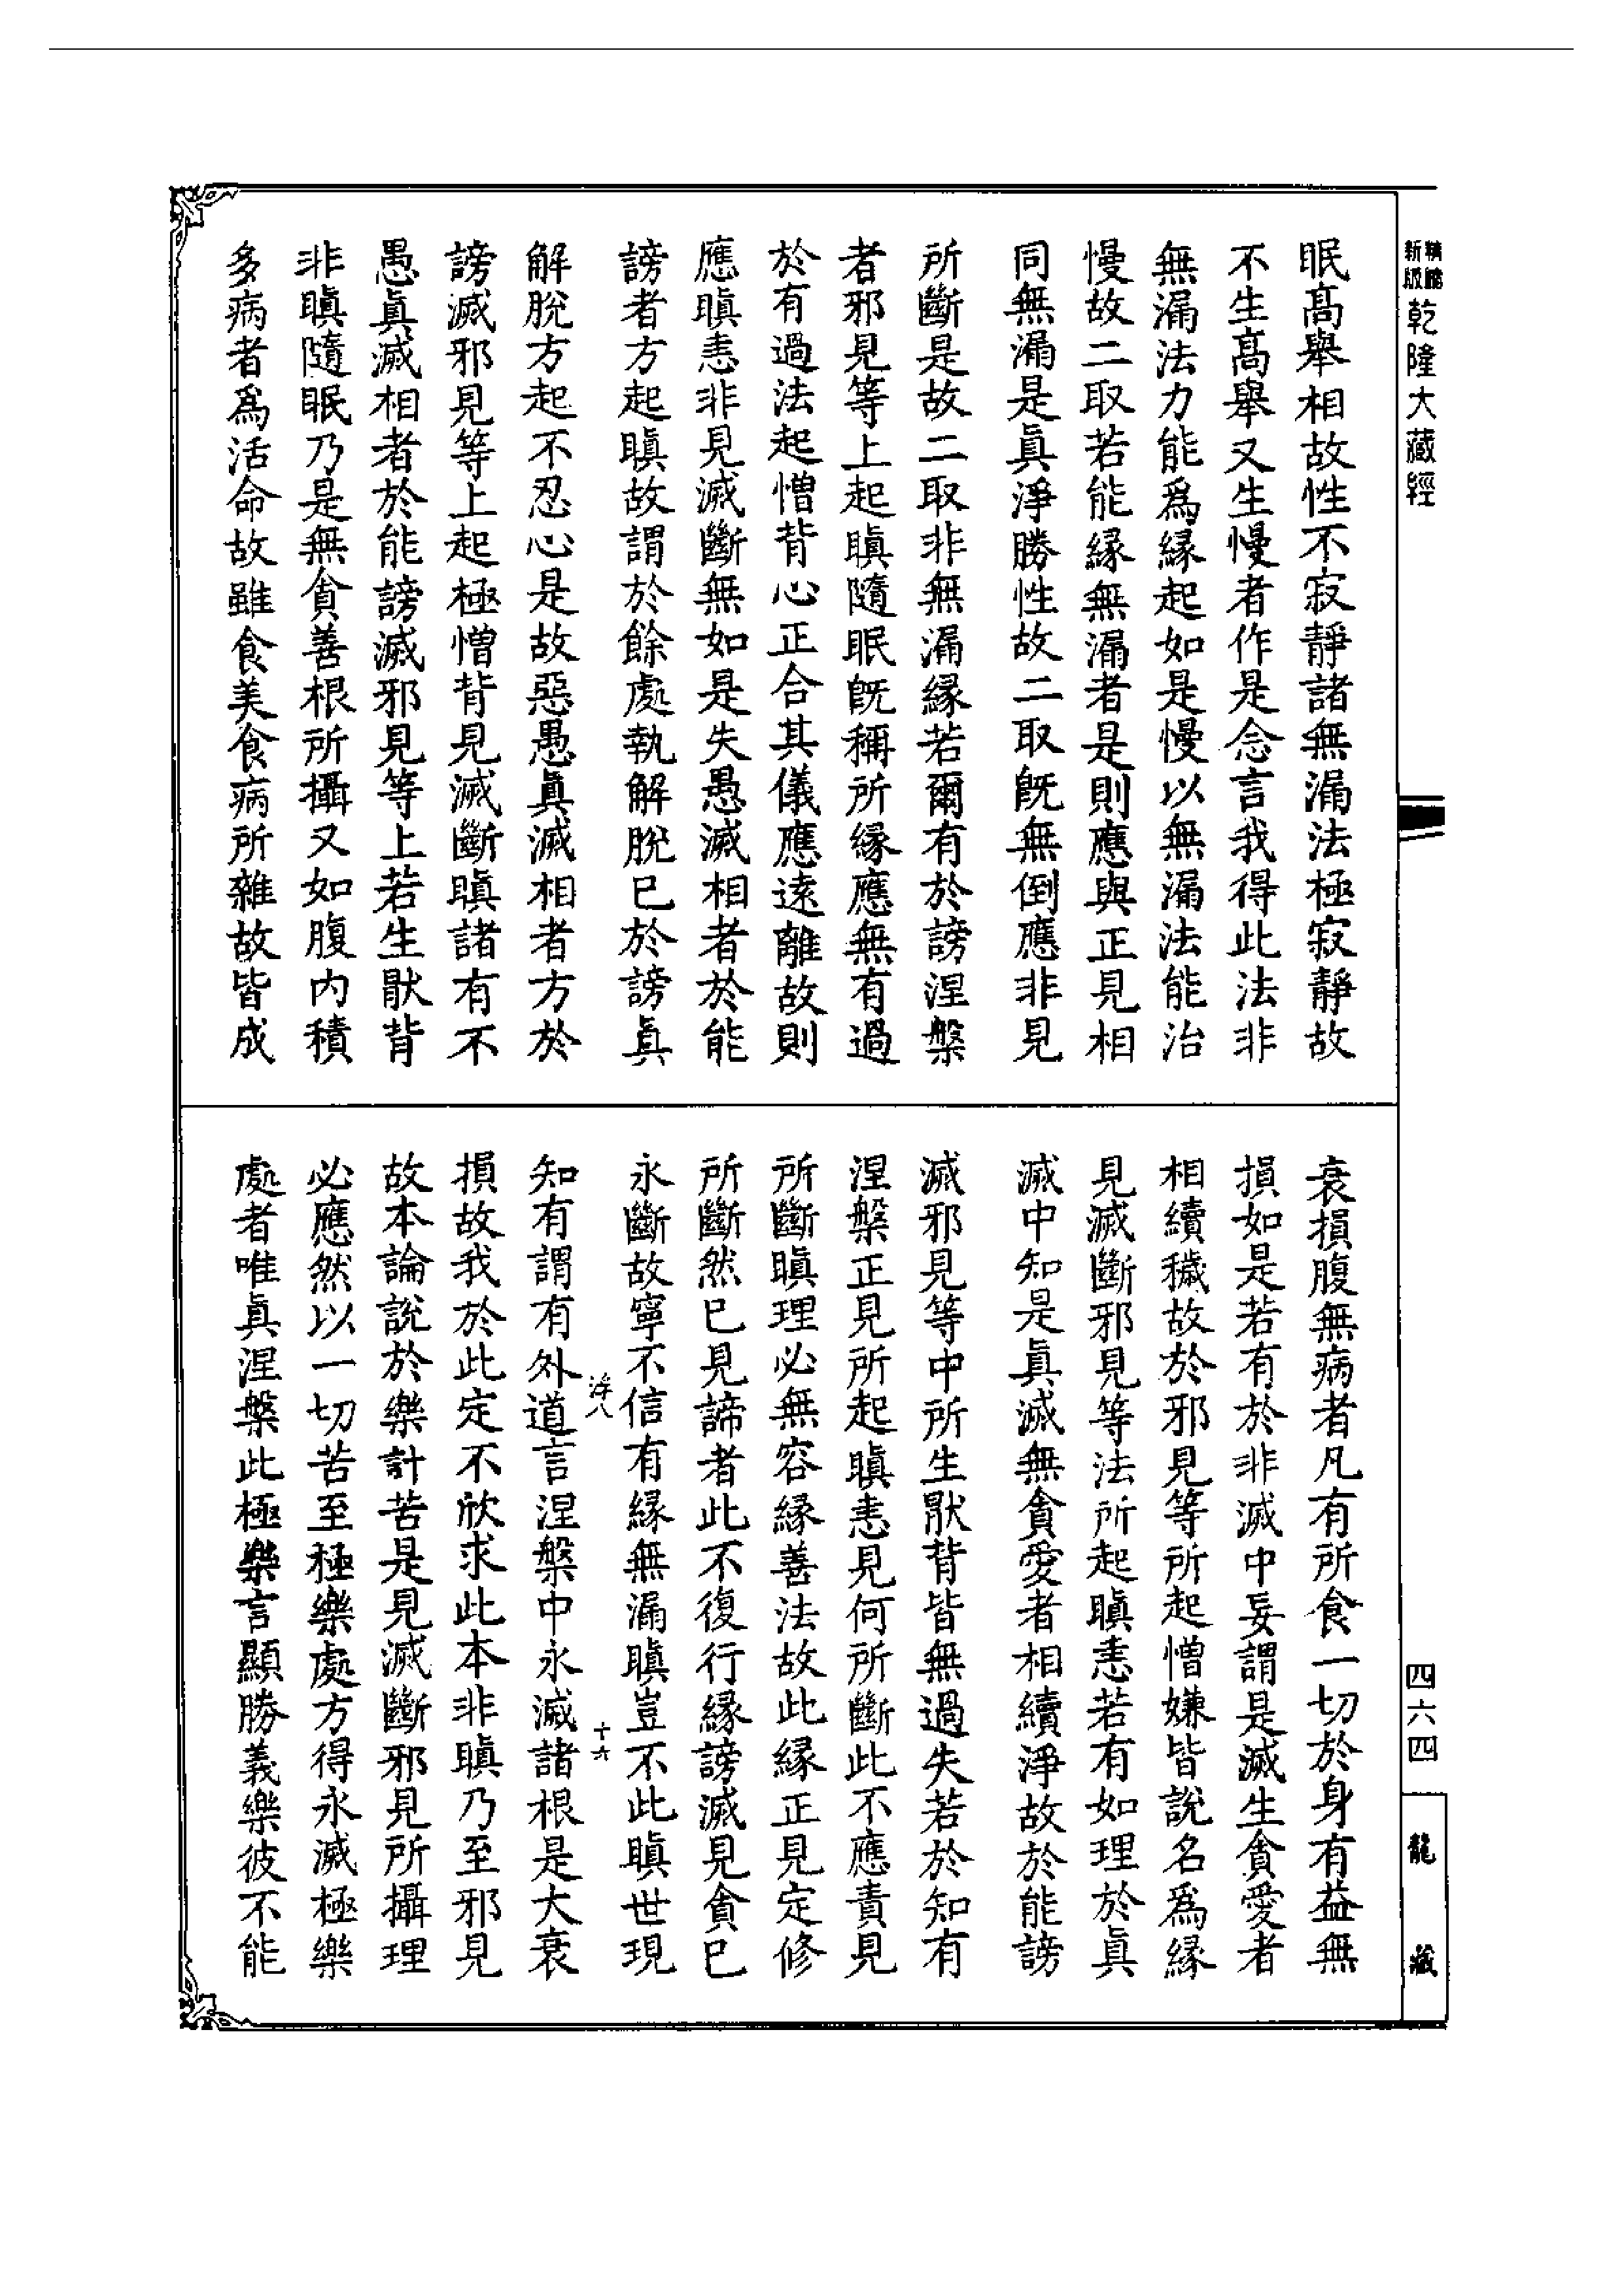 新版
精雕
乾隆大藏經
四六四
龍藏
眠高舉相故性不寂靜諸無漏法極寂靜故
不生高舉又生慢者作是念言我得此法非
無漏法力能爲緣起如是慢以無漏法能治
慢故二取若能緣無漏者是則應與正見相
同無漏是眞淨勝性故二取旣無倒應非見
所斷是故二取非無漏緣若爾有於謗涅槃
者邪見等上起瞋隨眠旣稱所緣應無有過
於有過法起憎背心正合其儀應遠離故則
應瞋恚非見滅斷無如是失愚滅相者於能
謗者方起瞋故謂於餘處執解脫已於謗眞
解脫方起不忍心是故惡愚眞滅相者方於
謗滅邪見等上起極憎背見滅斷瞋諸有不
愚眞滅相者於能謗滅邪見等上若生猒背
非瞋隨眠乃是無貪善根所攝又如腹內積
多病者爲活命故雖食美食病所雜故皆成
衰損腹無病者凡有所食一切於身有益無
損如是若有於非滅中妄謂是滅生貪愛者
相續穢故於邪見等所起憎嫌皆說名爲緣
見滅斷邪見等法所起瞋恚若有如理於眞
滅中知是眞滅無貪愛者相續淨故於能謗
滅邪見等中所生猒背皆無過失若於知有
涅槃正見所起瞋恚見何所斷此不應責見
所斷瞋理必無容緣善法故此緣正見定修
所斷然已見諦者此不復行緣謗滅見貪已
永斷故寧不信有緣無漏瞋豈不此瞋世現
洋八
十六
知有謂有外道言涅槃中永滅諸根是大衰
損故我於此定不欣求此本非瞋乃至邪見
故本論說於樂計苦是見滅斷邪見所攝理
必應然以一切苦至極樂處方得永滅極樂
處者唯眞涅槃此極樂言顯勝義樂彼不能